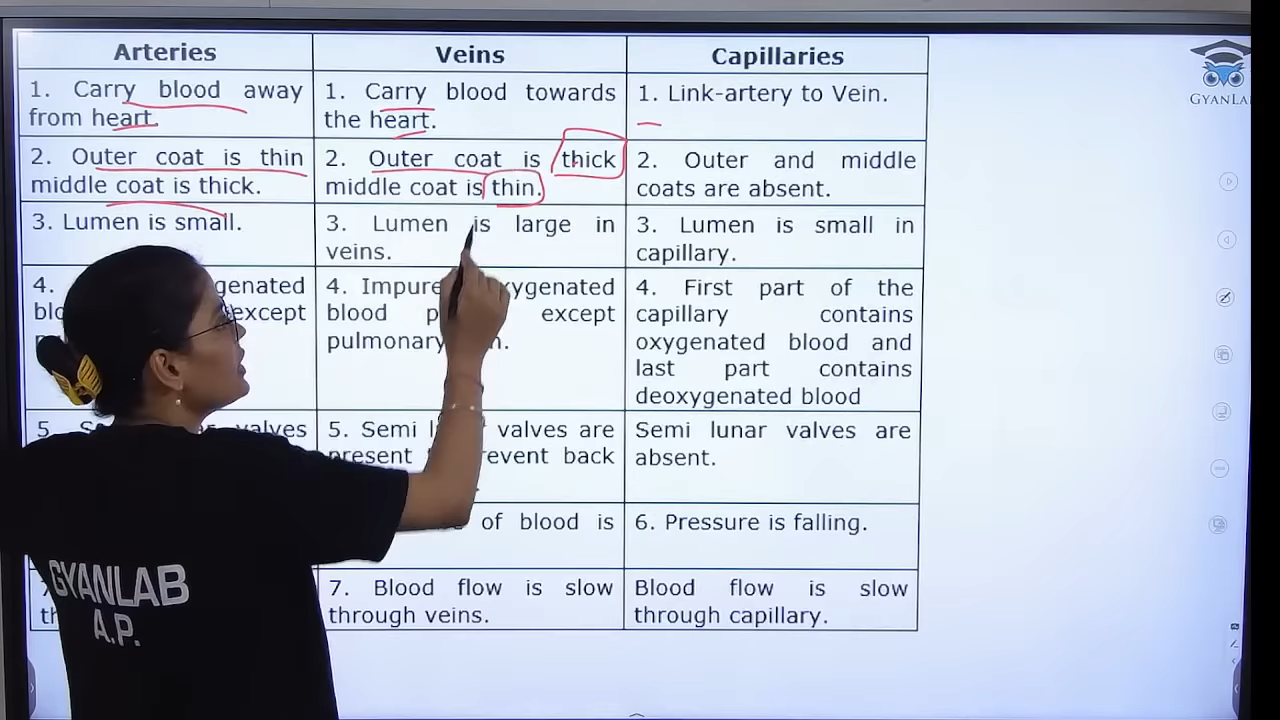 Arteries
Veins
Capillaries
1. Carry blood away
from heart.
1. Carry blood towards
the heart.
1. Link-artery to Vein.
2. Outer coat is thin
middle coat is thick.
2. Outer coat is thick
middle coat is thin.
2. Outer and middle
coats are absent.
3. Lumen is small.
3. Lumen is large in
veins.
3. Lumen is small in
capillary.
4.
except
4. Impure
blood except
4. First part of the
capillary contains
oxygenated blood and
last part contains
deoxygenated blood
5. valves
5. Semi valves are
present back
Semi lunar valves are
absent.
of blood is
6. Pressure is falling.
7. Blood flow is slow
through veins.
Blood flow is slow
through capillary.
GYANLAB
A.P.